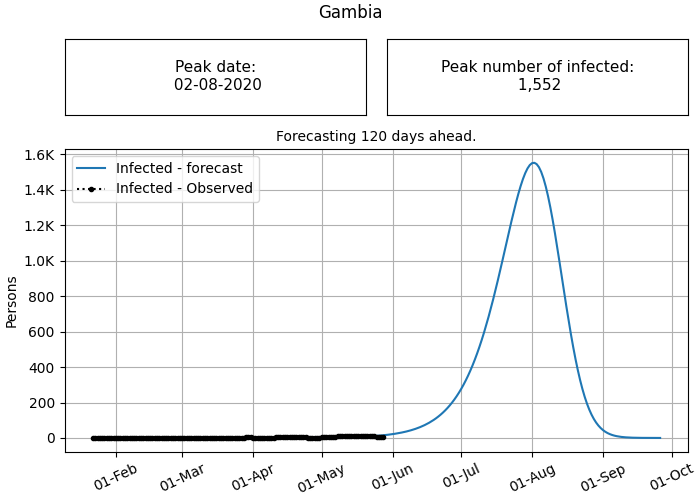 Gambia
Peak date:
02-08-2020
Peak number of infected:
1,552
Forecasting 120 days ahead.
Infected - forecast
Infected - Observed
Persons
1.6K
1.4K
1.2K
1.0K
800
600
400
200
0
01-Feb
01-Mar
01-Apr
01-May
01-Jun
01-Jul
01-Aug
01-Sep
01-Oct